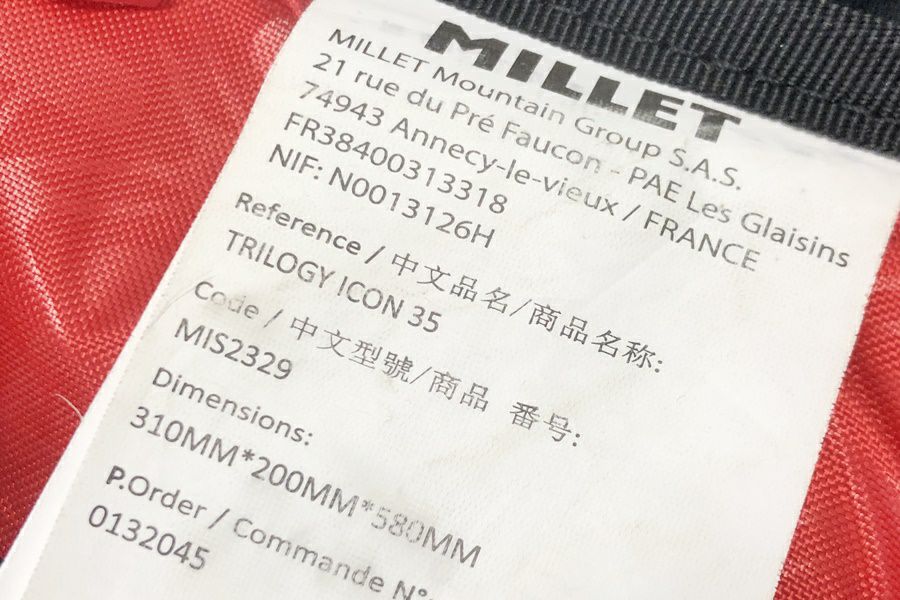 MILLET
MILLET Mountain Group S.A.S.
21 rue du Pré Faucon - PAE Les Glaisins
74943 Annecy-le-vieux / FRANCE
FR38400313318
NIF: N0013126H
Reference / 中文品名/商品名称:
TRILOGY ICON 35
Code / 中文型號/商品 番号:
MIS2329
Dimensions:
310MM*200MM*580MM
P.Order / Commande N°
0132045